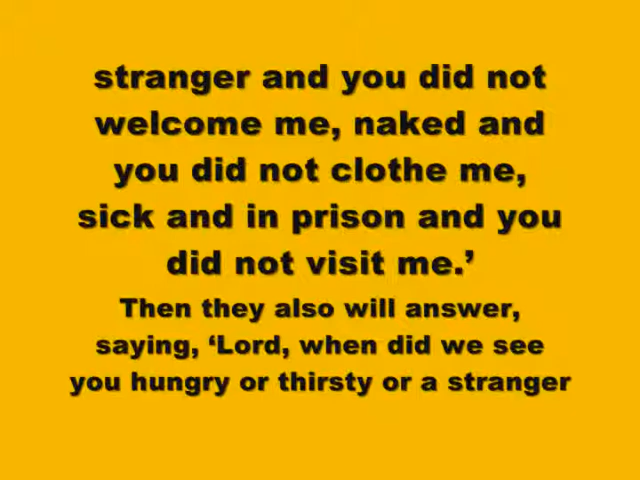 stranger and you did not
welcome me, naked and
you did not clothe me,
sick and in prison and you
did not visit me.’
Then they also will answer,
saying, ‘Lord, when did we see
you hungry or thirsty or a stranger